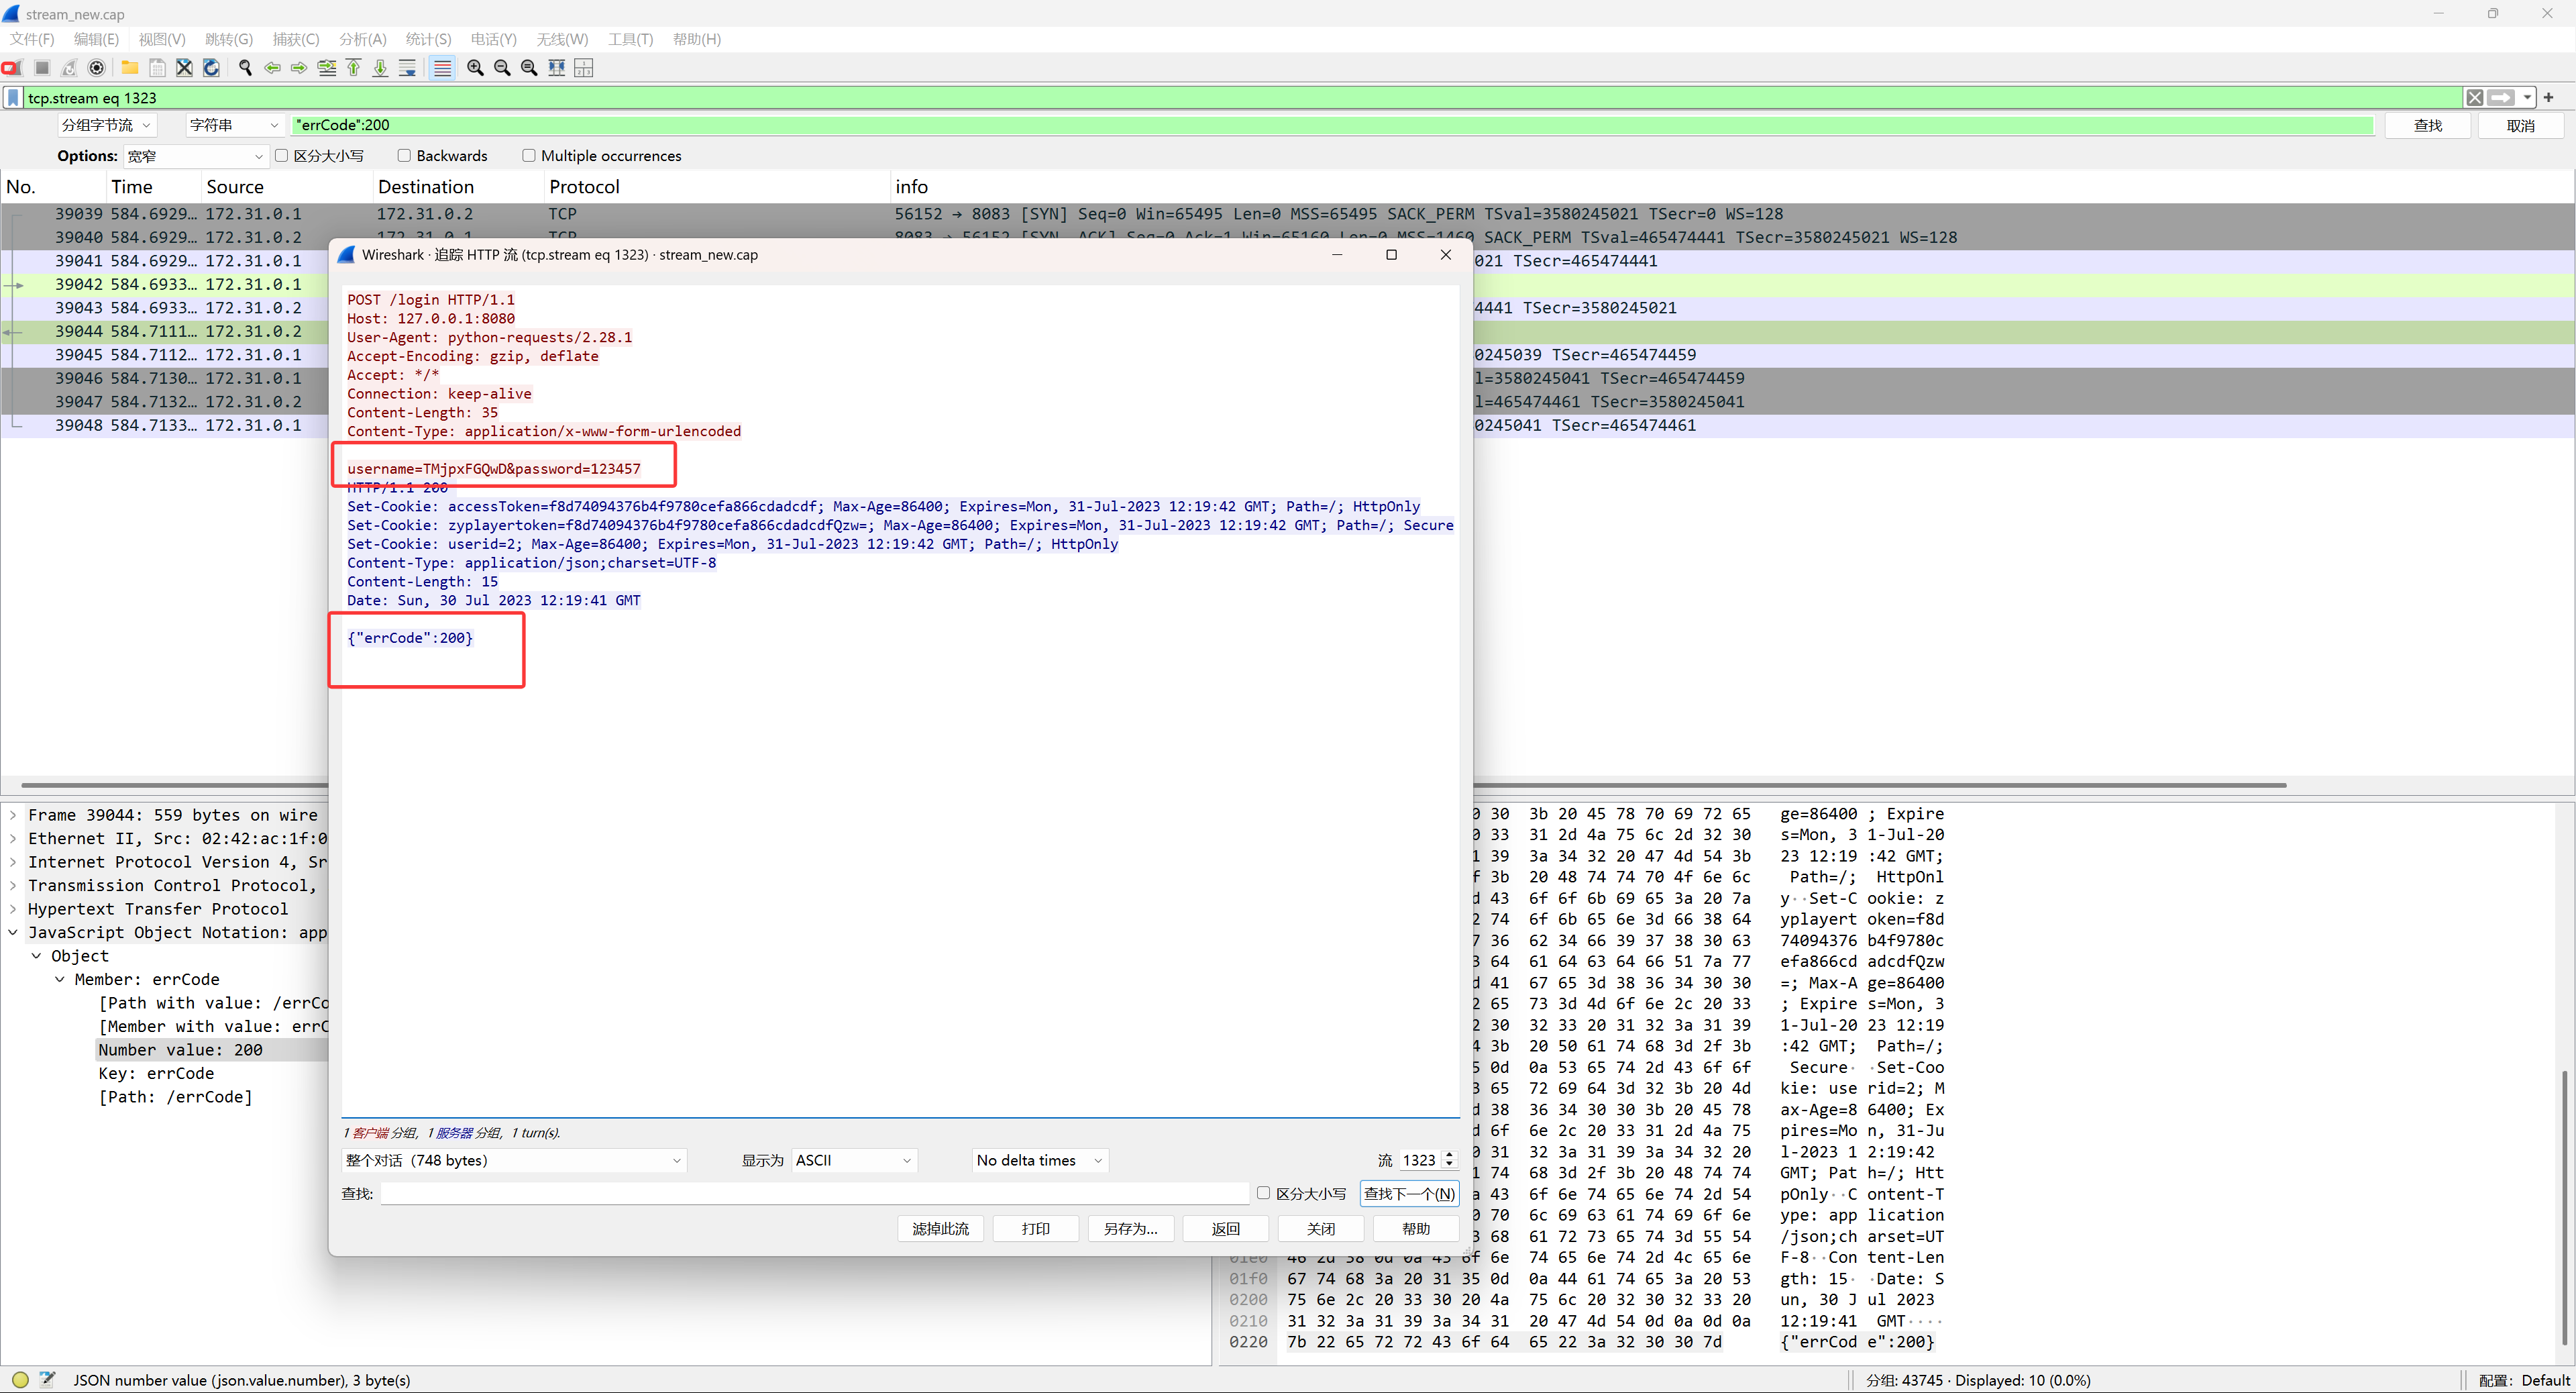 stream_new.cap
文件(F) 编辑(E) 视图(V) 跳转(G) 捕获(C) 分析(A) 统计(S) 电话(Y) 无线(W) 工具(T) 帮助(H)
tcp.stream eq 1323
分组字节流 字符串 "errCode":200 查找 取消
Options: 宽窄 区分大小写 Backwards Multiple occurrences
No. Time Source Destination Protocol info
39039 584.6929… 172.31.0.1 172.31.0.2 TCP 56152 → 8083 [SYN] Seq=0 Win=65495 Len=0 MSS=65495 SACK_PERM TSval=3580245021 TSecr=0 WS=128
39040 584.6929… 172.31.0.2 172.31.0.1 TCP 8083 → 56152 [SYN, ACK] Seq=0 Ack=1 Win=65160 Len=0 MSS=1460 SACK_PERM TSval=465474441 TSecr=3580245021 WS=128
39041 584.6929… 172.31.0.1 021 TSecr=465474441
39042 584.6933… 172.31.0.1
39043 584.6933… 172.31.0.2 4441 TSecr=3580245021
39044 584.7111… 172.31.0.2
39045 584.7112… 172.31.0.1 0245039 TSecr=465474459
39046 584.7130… 172.31.0.1 l=3580245041 TSecr=465474459
39047 584.7132… 172.31.0.2 l=465474461 TSecr=3580245041
39048 584.7133… 172.31.0.1 0245041 TSecr=465474461
Wireshark · 追踪 HTTP 流 (tcp.stream eq 1323) · stream_new.cap
POST /login HTTP/1.1
Host: 127.0.0.1:8080
User-Agent: python-requests/2.28.1
Accept-Encoding: gzip, deflate
Accept: */*
Connection: keep-alive
Content-Length: 35
Content-Type: application/x-www-form-urlencoded
username=TMjpxFGQwD&password=123457
HTTP/1.1 200
Set-Cookie: accessToken=f8d74094376b4f9780cefa866cdadcdf; Max-Age=86400; Expires=Mon, 31-Jul-2023 12:19:42 GMT; Path=/; HttpOnly
Set-Cookie: zyplayertoken=f8d74094376b4f9780cefa866cdadcdfQzw=; Max-Age=86400; Expires=Mon, 31-Jul-2023 12:19:42 GMT; Path=/; Secure
Set-Cookie: userid=2; Max-Age=86400; Expires=Mon, 31-Jul-2023 12:19:42 GMT; Path=/; HttpOnly
Content-Type: application/json;charset=UTF-8
Content-Length: 15
Date: Sun, 30 Jul 2023 12:19:41 GMT
{"errCode":200}
1 客户端 分组, 1 服务器 分组, 1 turn(s).
整个对话 (748 bytes) 显示为 ASCII No delta times 流 1323
查找: 区分大小写 查找下一个(N)
滤掉此流 打印 另存为… 返回 关闭 帮助
Frame 39044: 559 bytes on wire
Ethernet II, Src: 02:42:ac:1f:0
Internet Protocol Version 4, Sr
Transmission Control Protocol,
Hypertext Transfer Protocol
JavaScript Object Notation: app
Object
Member: errCode
[Path with value: /errCo
[Member with value: errC
Number value: 200
Key: errCode
[Path: /errCode]
30 3b 20 45 78 70 69 72 65 ge=86400 ; Expire
33 31 2d 4a 75 6c 2d 32 30 s=Mon, 3 1-Jul-20
39 3a 34 32 20 47 4d 54 3b 23 12:19 :42 GMT;
3b 20 48 74 74 70 4f 6e 6c Path=/; HttpOnl
43 6f 6f 6b 69 65 3a 20 7a y··Set-C ookie: z
74 6f 6b 65 6e 3d 66 38 64 yplayert oken=f8d
36 62 34 66 39 37 38 30 63 74094376 b4f9780c
64 61 64 63 64 66 51 7a 77 efa866cd adcdfQzw
41 67 65 3d 38 36 34 30 30 =; Max-A ge=86400
65 73 3d 4d 6f 6e 2c 20 33 ; Expire s=Mon, 3
30 32 33 20 31 32 3a 31 39 1-Jul-20 23 12:19
3b 20 50 61 74 68 3d 2f 3b :42 GMT; Path=/;
0d 0a 53 65 74 2d 43 6f 6f Secure· ·Set-Coo
65 72 69 64 3d 32 3b 20 4d kie: use rid=2; M
38 36 34 30 30 3b 20 45 78 ax-Age=8 6400; Ex
6f 6e 2c 20 33 31 2d 4a 75 pires=Mo n, 31-Ju
31 32 3a 31 39 3a 34 32 20 l-2023 1 2:19:42
74 68 3d 2f 3b 20 48 74 74 GMT; Pat h=/; Htt
43 6f 6e 74 65 6e 74 2d 54 pOnly··C ontent-T
70 6c 69 63 61 74 69 6f 6e ype: app lication
68 61 72 73 65 74 3d 55 54 /json;ch arset=UT
01e0 46 2d 38 0d 0a 43 6f 6e 74 65 6e 74 2d 4c 65 6e F-8··Con tent-Len
01f0 67 74 68 3a 20 31 35 0d 0a 44 61 74 65 3a 20 53 gth: 15· ·Date: S
0200 75 6e 2c 20 33 30 20 4a 75 6c 20 32 30 32 33 20 un, 30 J ul 2023
0210 31 32 3a 31 39 3a 34 31 20 47 4d 54 0d 0a 0d 0a 12:19:41 GMT····
0220 7b 22 65 72 72 43 6f 64 65 22 3a 32 30 30 7d {"errCod e":200}
JSON number value (json.value.number), 3 byte(s) 分组: 43745 · Displayed: 10 (0.0%) 配置: Default